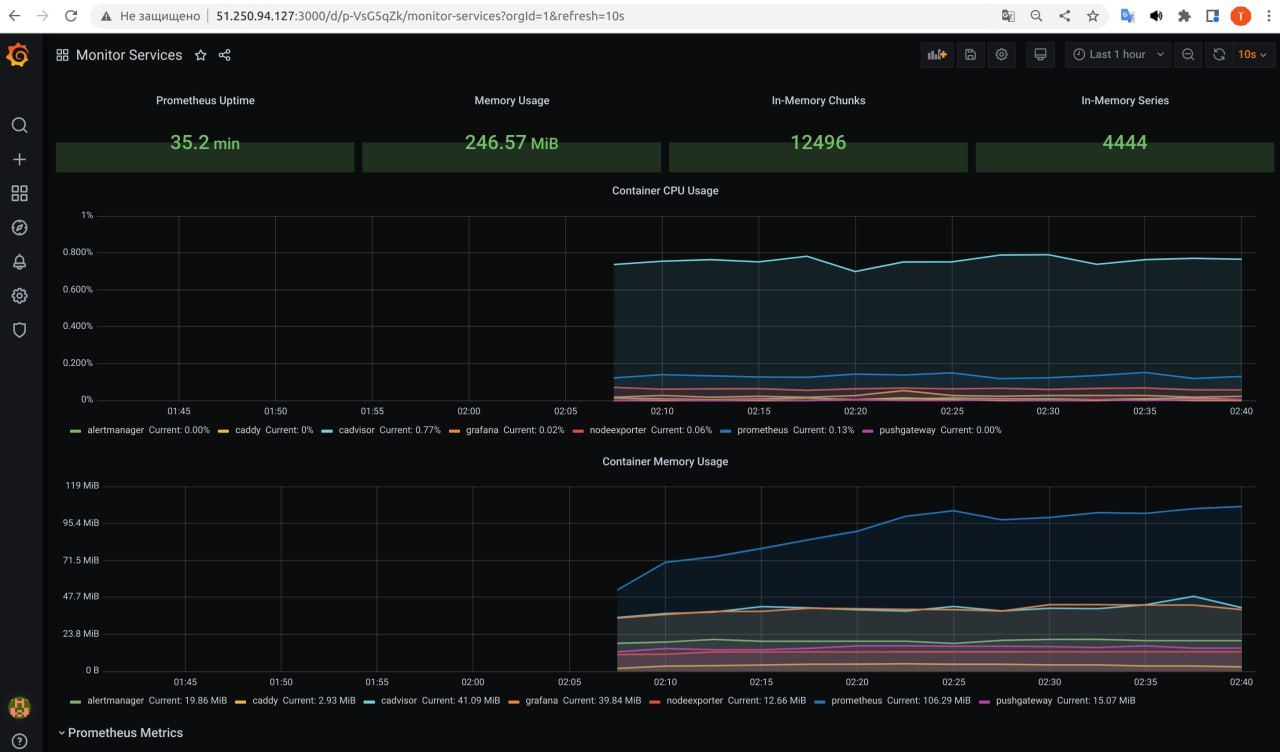 Не защищено 51.250.94.127:3000/d/p-VsG5qZk/monitor-services?orgId=1&refresh=10s T
Monitor Services Last 1 hour 10s
Prometheus Uptime Memory Usage In-Memory Chunks In-Memory Series
35.2 min 246.57 MiB 12496 4444
Container CPU Usage
1%
0.800%
0.600%
0.400%
0.200%
0%
01:45 01:50 01:55 02:00 02:05 02:10 02:15 02:20 02:25 02:30 02:35 02:40
alertmanager Current: 0.00% caddy Current: 0% cadvisor Current: 0.77% grafana Current: 0.02% nodeexporter Current: 0.06% prometheus Current: 0.13% pushgateway Current: 0.00%
Container Memory Usage
119 MiB
95.4 MiB
71.5 MiB
47.7 MiB
23.8 MiB
0 B
01:45 01:50 01:55 02:00 02:05 02:10 02:15 02:20 02:25 02:30 02:35 02:40
alertmanager Current: 19.86 MiB caddy Current: 2.93 MiB cadvisor Current: 41.09 MiB grafana Current: 39.84 MiB nodeexporter Current: 12.66 MiB prometheus Current: 106.29 MiB pushgateway Current: 15.07 MiB
Prometheus Metrics